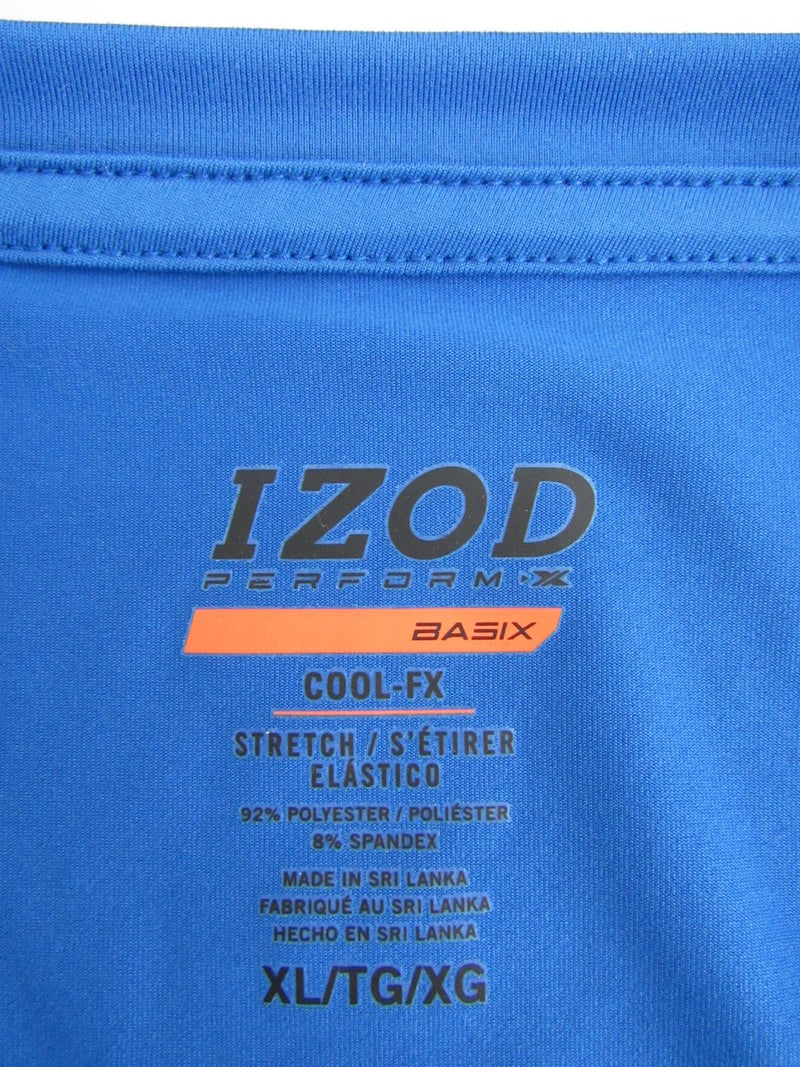 IZOD
PERFORM X
BASIX
COOL-FX
STRETCH / S'ÉTIRER
ELÁSTICO
92% POLYESTER / POLIÉSTER
8% SPANDEX
MADE IN SRI LANKA
FABRIQUÉ AU SRI LANKA
HECHO EN SRI LANKA
XL/TG/XG